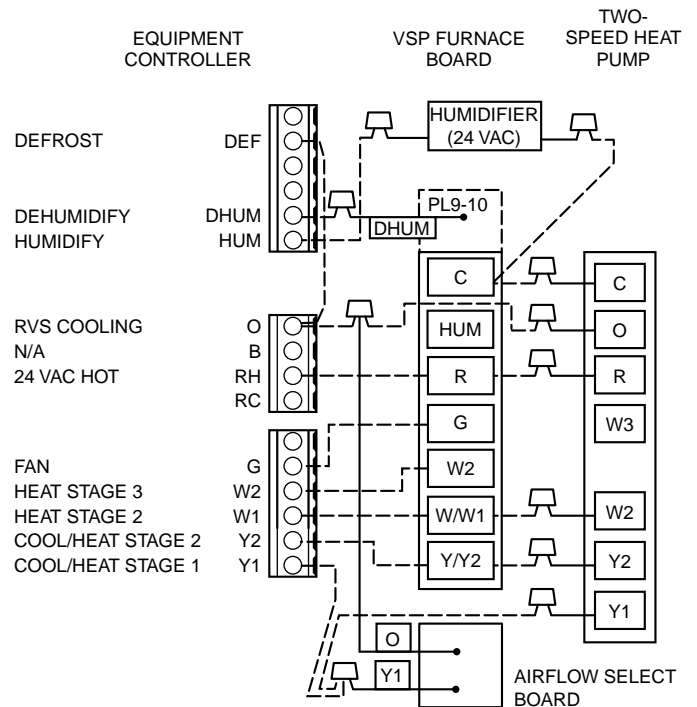 EQUIPMENT
CONTROLLER
VSP FURNACE
BOARD
TWO-
SPEED HEAT
PUMP
HUMIDIFIER
(24 VAC)
DEFROST DEF
PL9-10
DEHUMIDIFY DHUM
DHUM
HUMIDIFY HUM
C C
RVS COOLING O HUM O
N/A B
24 VAC HOT RH R R
RC
G W3
FAN G W2
HEAT STAGE 3 W2
HEAT STAGE 2 W1 W/W1 W2
COOL/HEAT STAGE 2 Y2
COOL/HEAT STAGE 1 Y1 Y/Y2 Y2
Y1
O
Y1
AIRFLOW SELECT
BOARD